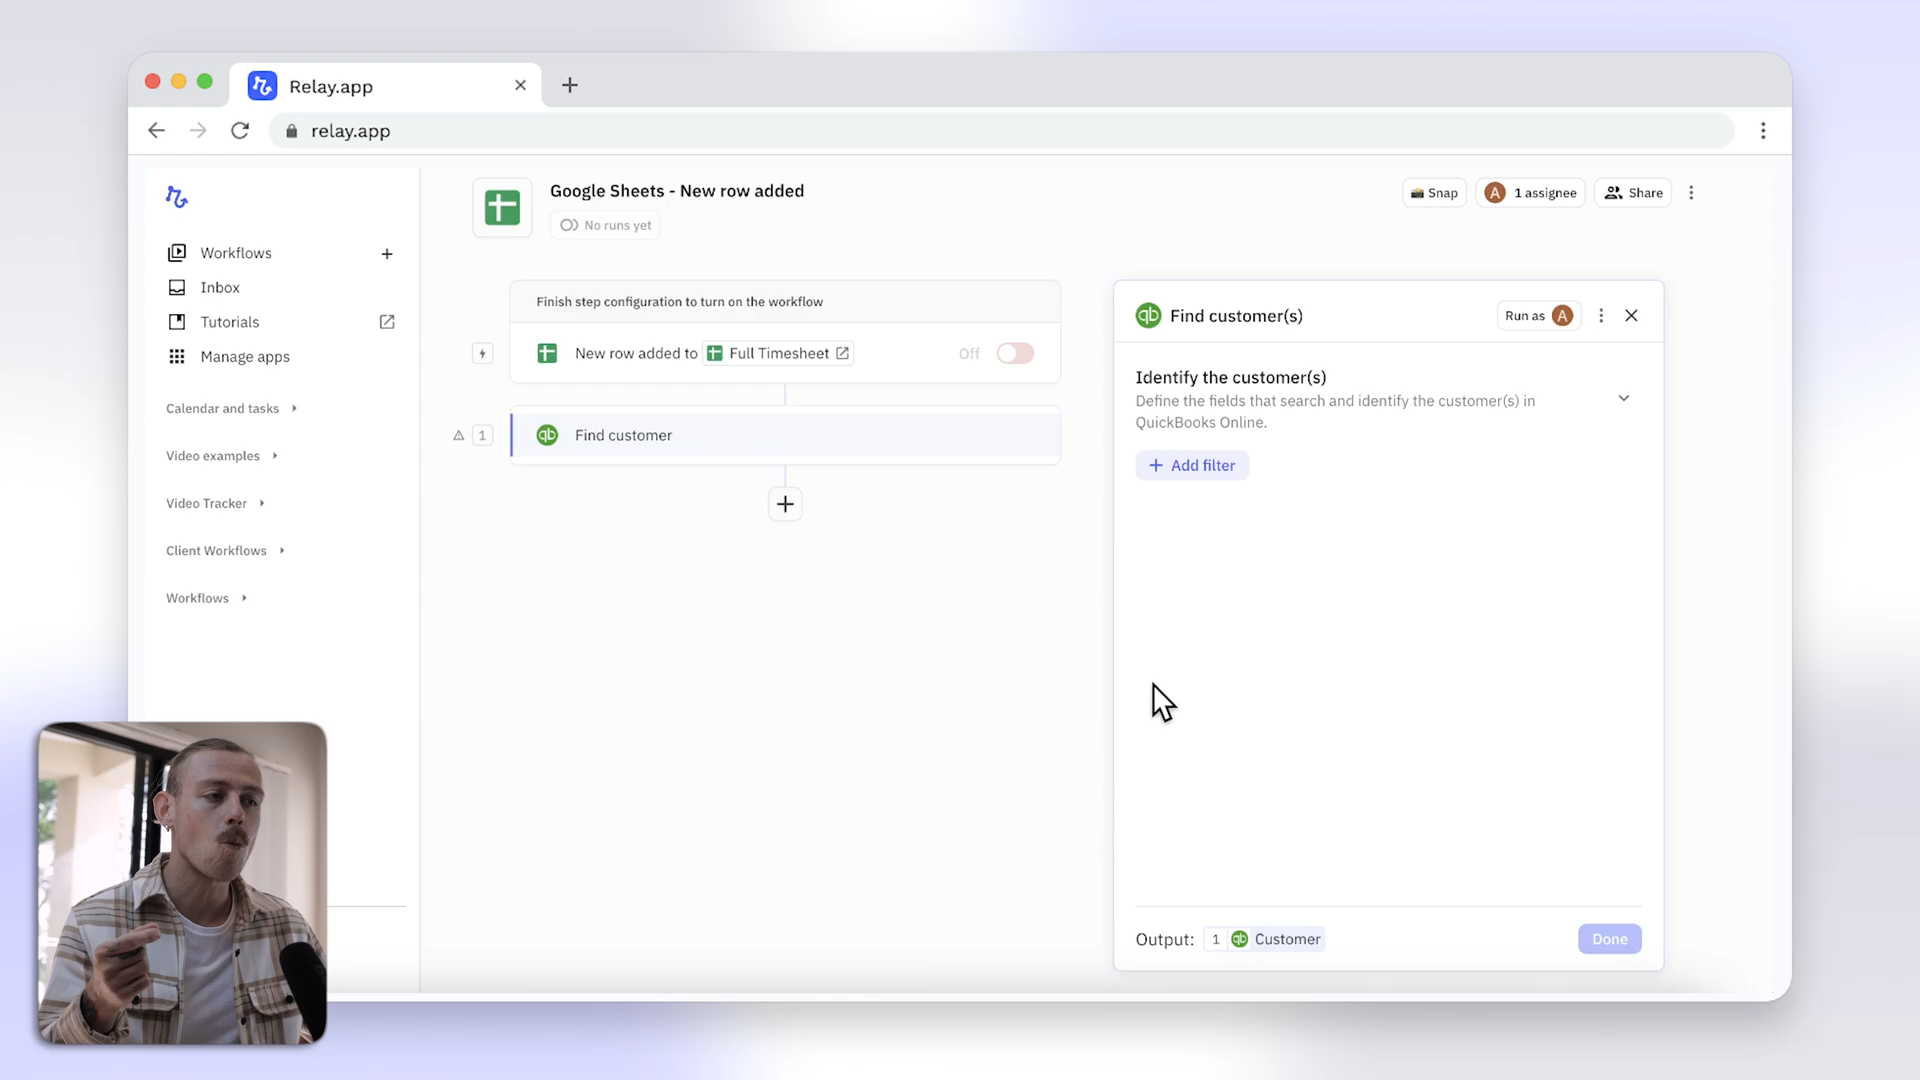 Relay.app
relay.app
Google Sheets - New row added
No runs yet
📸 Snap
A 1 assignee
Share
Workflows
Inbox
Tutorials
Manage apps
Calendar and tasks
Video examples
Video Tracker
Client Workflows
Workflows
Finish step configuration to turn on the workflow
New row added to Full Timesheet Off
1 qb Find customer
qb Find customer(s) Run as A
Identify the customer(s)
Define the fields that search and identify the customer(s) in
QuickBooks Online.
+ Add filter
Output: 1 qb Customer
Done